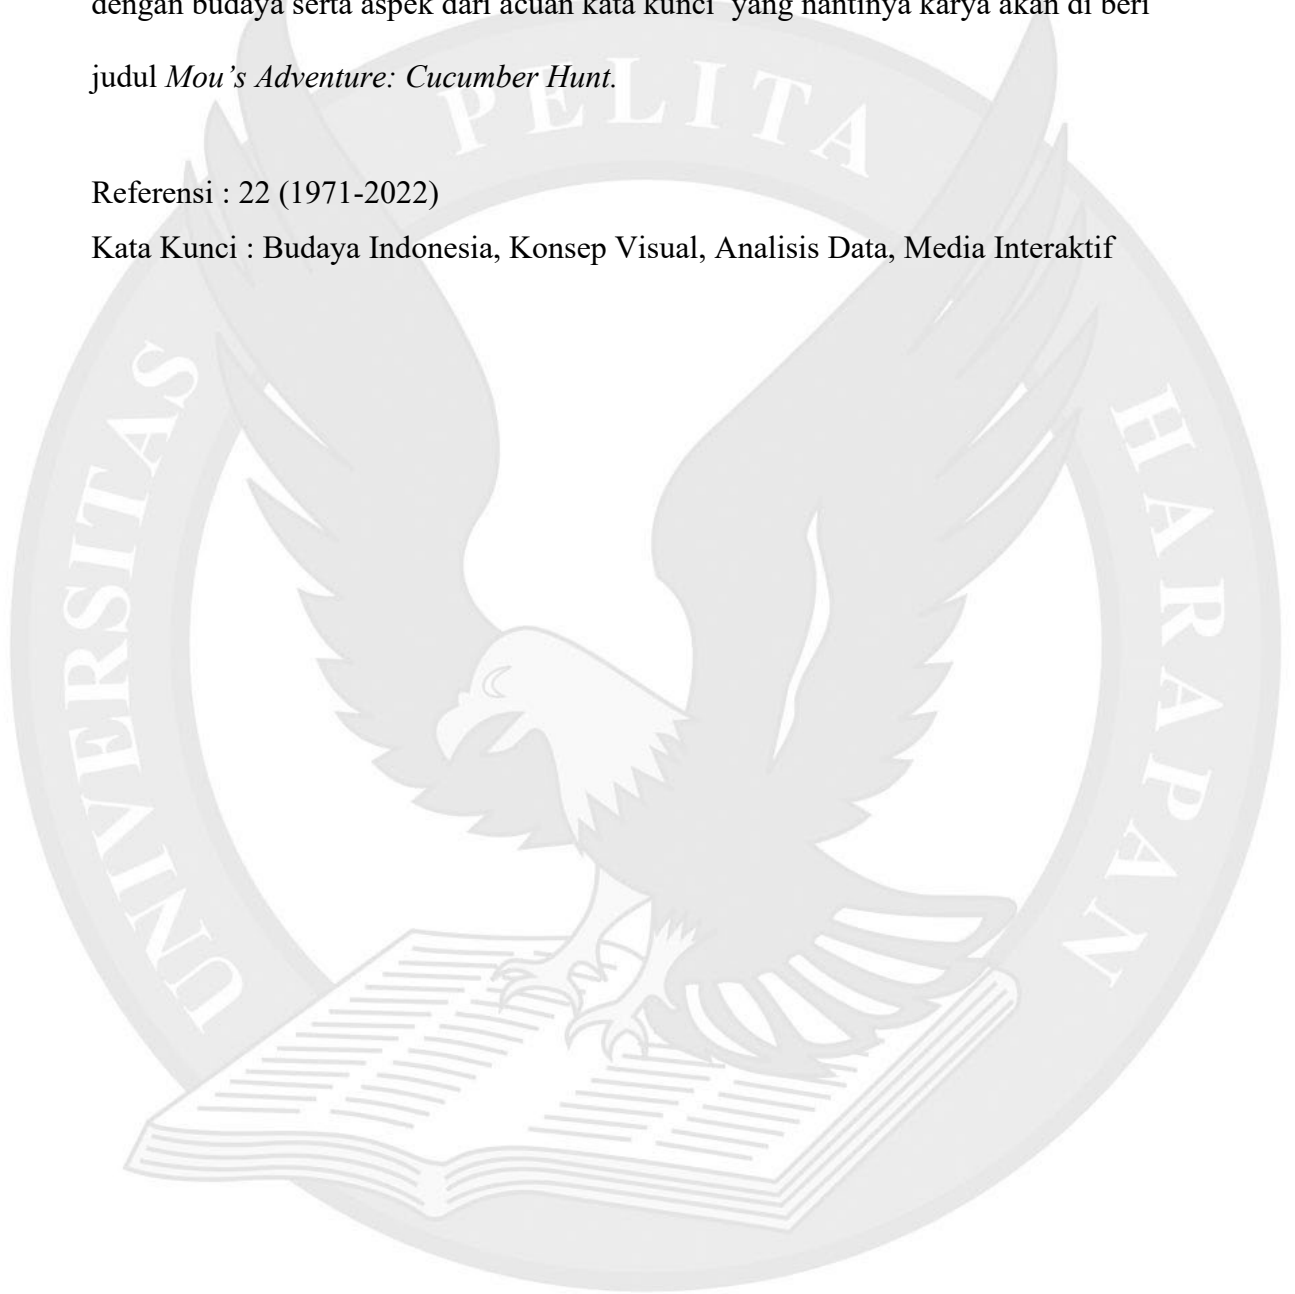 dengan budaya serta aspek dari acuan kata kunci yang nantinya karya akan di beri
judul Mou’s Adventure: Cucumber Hunt.
Referensi : 22 (1971-2022)
Kata Kunci : Budaya Indonesia, Konsep Visual, Analisis Data, Media Interaktif
UNIVERSITAS PELITA HARAPAN